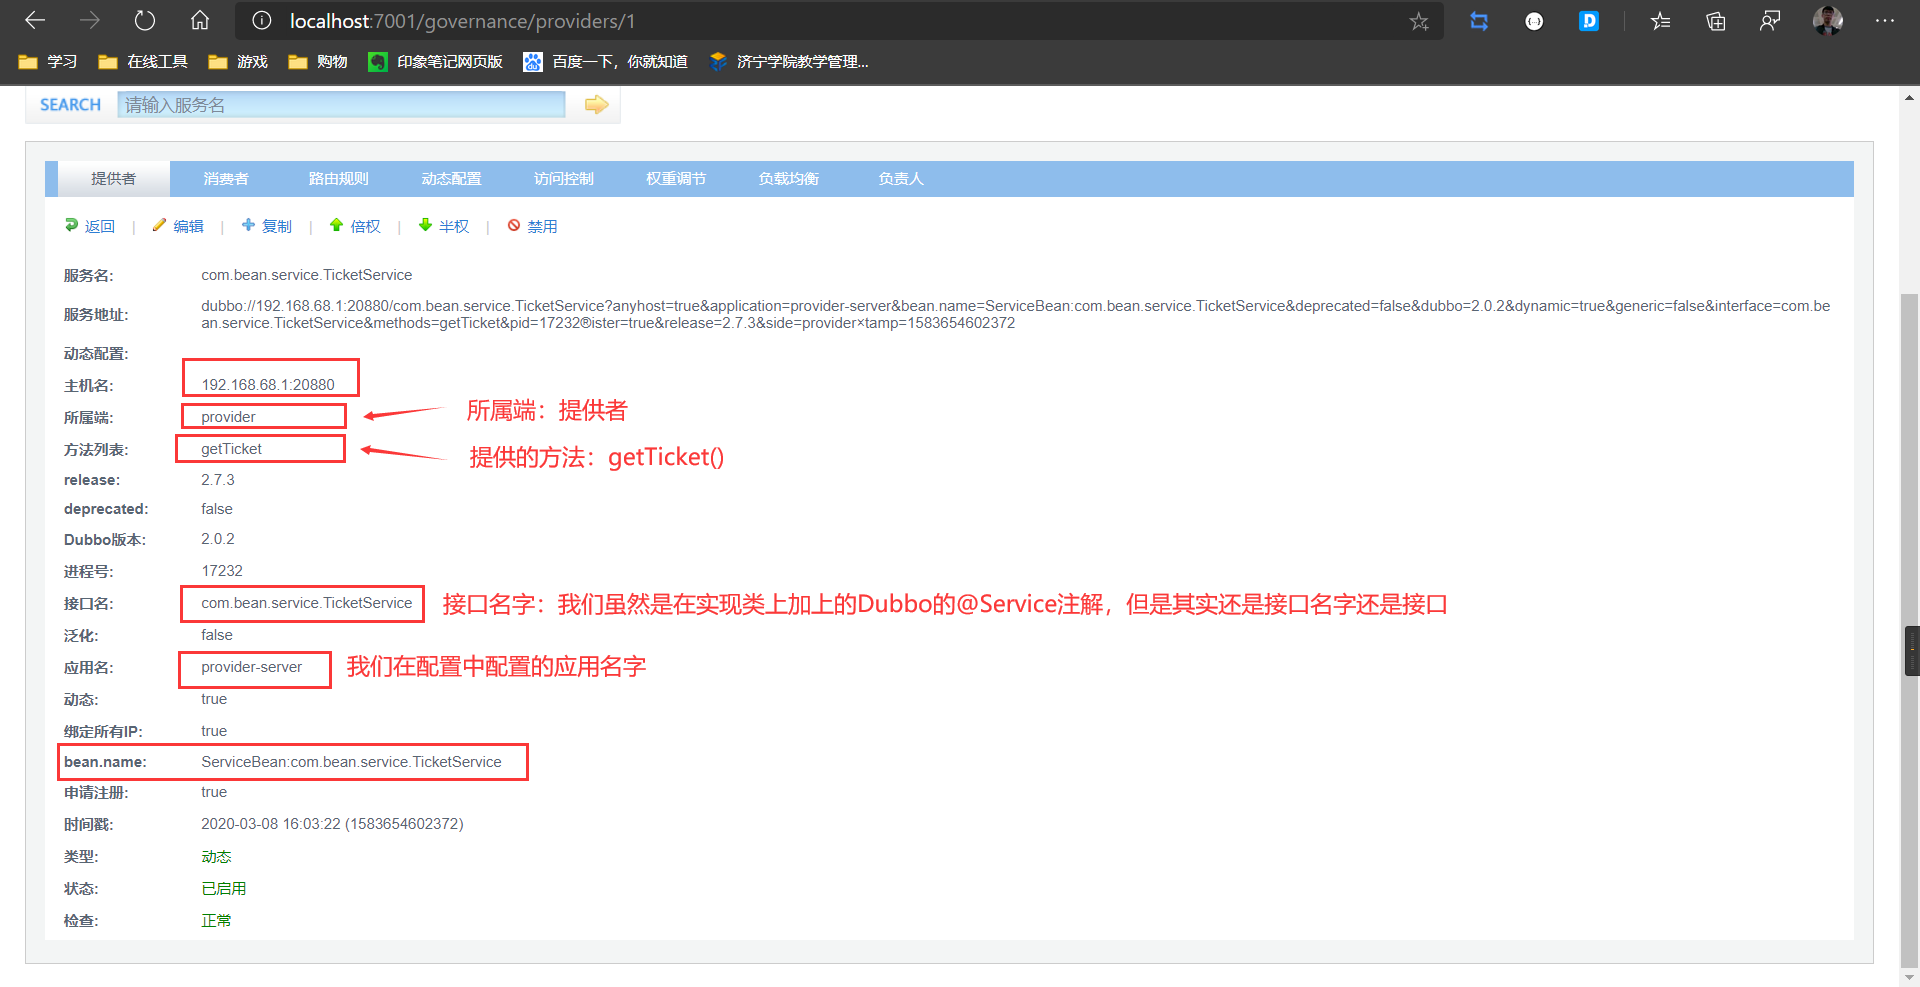 localhost:7001/governance/providers/1
学习 在线工具 游戏 购物 印象笔记网页版 百度一下，你就知道 济宁学院教学管理...
SEARCH 请输入服务名
提供者 消费者 路由规则 动态配置 访问控制 权重调节 负载均衡 负责人
返回 | 编辑 | 复制 | 倍权 | 半权 | 禁用
服务名: com.bean.service.TicketService
服务地址: dubbo://192.168.68.1:20880/com.bean.service.TicketService?anyhost=true&application=provider-server&bean.name=ServiceBean:com.bean.service.TicketService&deprecated=false&dubbo=2.0.2&dynamic=true&generic=false&interface=com.be
an.service.TicketService&methods=getTicket&pid=17232®ister=true&release=2.7.3&side=provider×tamp=1583654602372
动态配置:
主机名: 192.168.68.1:20880
所属端: provider 所属端：提供者
方法列表: getTicket 提供的方法：getTicket()
release: 2.7.3
deprecated: false
Dubbo版本: 2.0.2
进程号: 17232
接口名: com.bean.service.TicketService 接口名字：我们虽然是在实现类上加上的Dubbo的@Service注解，但是其实还是接口名字还是接口
泛化: false
应用名: provider-server 我们在配置中配置的应用名字
动态: true
绑定所有IP: true
bean.name: ServiceBean:com.bean.service.TicketService
申请注册: true
时间戳: 2020-03-08 16:03:22 (1583654602372)
类型: 动态
状态: 已启用
检查: 正常